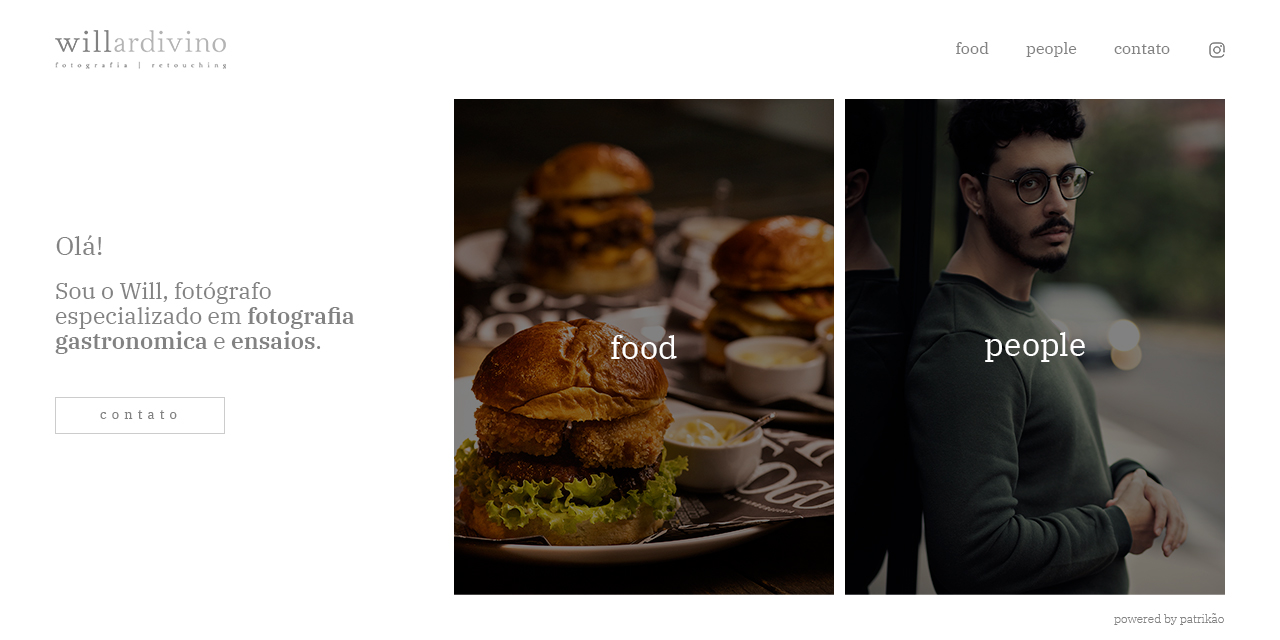 willardivino
fotografia | retouching
food
people
contato
Olá!
Sou o Will, fotógrafo
especializado em fotografia
gastronomica e ensaios.
contato
food
people
powered by patrikão